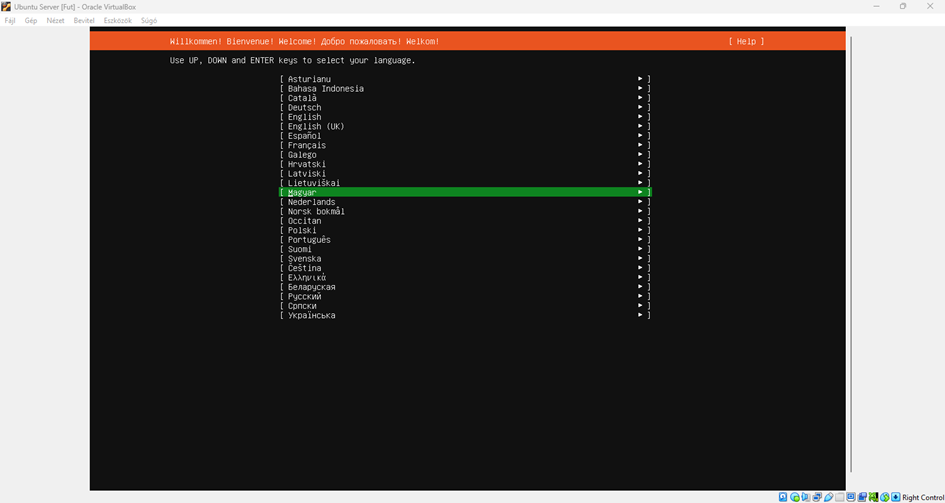 Ubuntu Server [Fut] - Oracle VirtualBox
Fájl Gép Nézet Bevitel Eszközök Súgó
Willkommen! Bienvenue! Welcome! Добро пожаловать! Welkom! [ Help ]
Use UP, DOWN and ENTER keys to select your language.
[ Asturianu ► ]
[ Bahasa Indonesia ► ]
[ Català ► ]
[ Deutsch ► ]
[ English ► ]
[ English (UK) ► ]
[ Español ► ]
[ Français ► ]
[ Galego ► ]
[ Hrvatski ► ]
[ Latviski ► ]
[ Lietuviškai ► ]
[ Magyar ► ]
[ Nederlands ► ]
[ Norsk bokmål ► ]
[ Occitan ► ]
[ Polski ► ]
[ Português ► ]
[ Suomi ► ]
[ Svenska ► ]
[ Čeština ► ]
[ Ελληνικά ► ]
[ Беларуская ► ]
[ Русский ► ]
[ Српски ► ]
[ Українська ► ]
Right Control